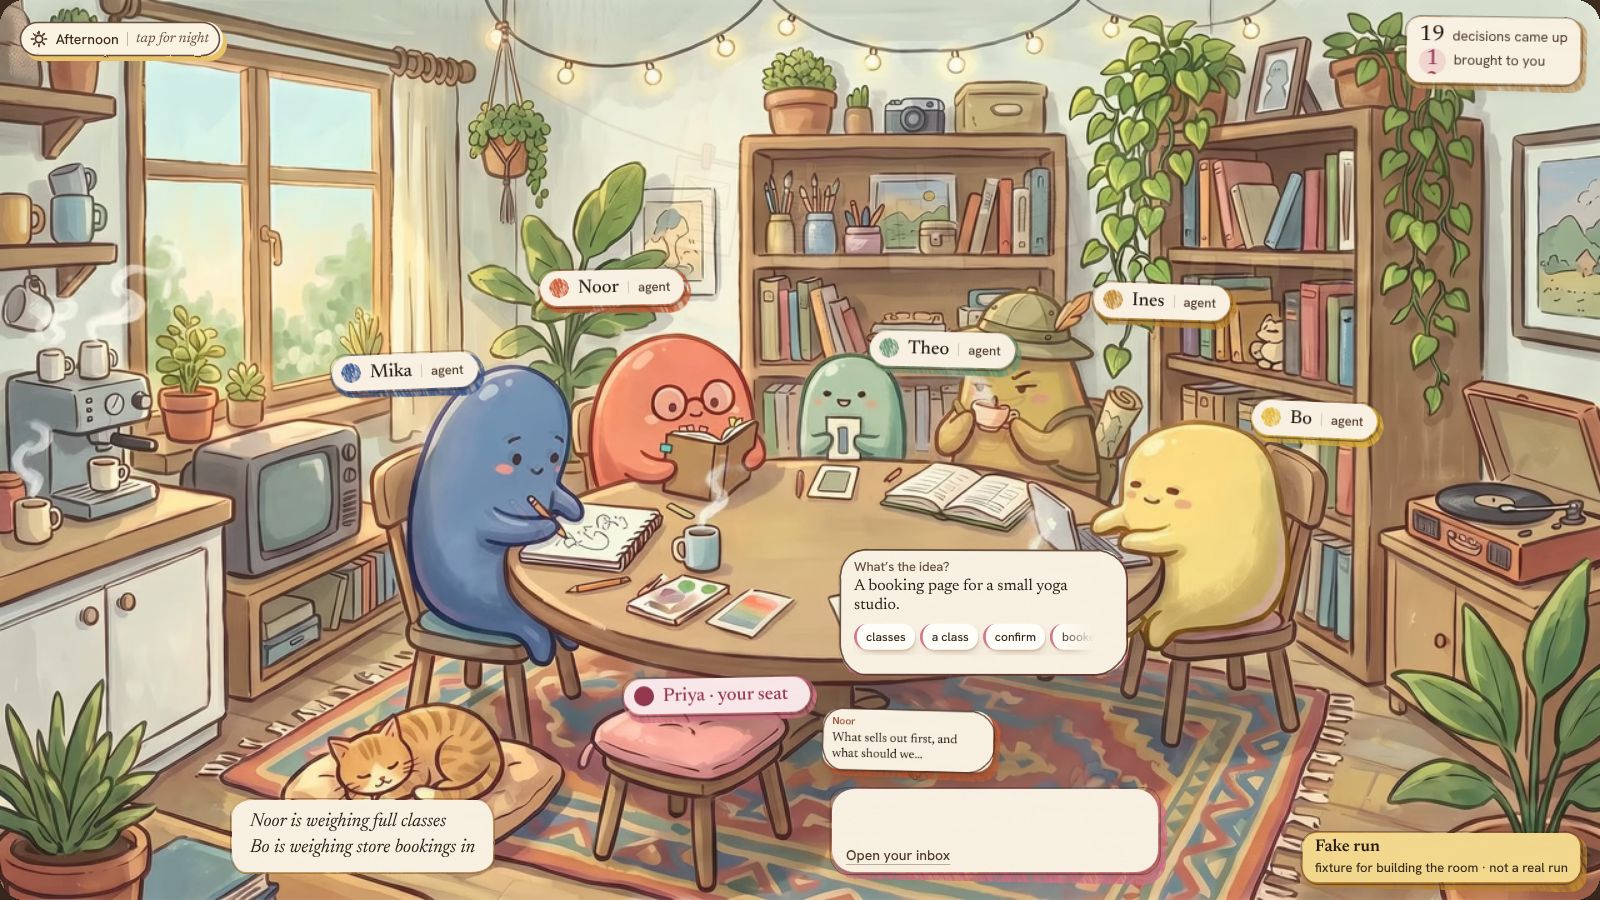 Afternoon tap for night
19 decisions came up
1 brought to you
Noor agent
Ines agent
Theo agent
Mika agent
Bo agent
What's the idea?
A booking page for a small yoga
studio.
classes a class confirm
Priya · your seat
Noor
What sells out first, and
what should we...
Noor is weighing full classes
Bo is weighing store bookings in
Open your inbox
Fake run
fixture for building the room · not a real run